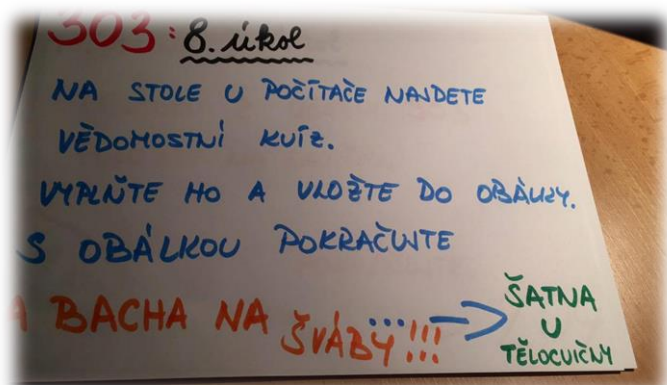 303: 8. úkol
NA STOLE U POČÍTAČE NAJDETE
VĚDOMOSTNÍ KVÍZ.
VYPLŇTE HO A VLOŽTE DO OBÁLKY.
S OBÁLKOU POKRAČUJTE
A BACHA NA ŠVÁBY!!!
ŠATNA
U
TĚLOCVIČNY